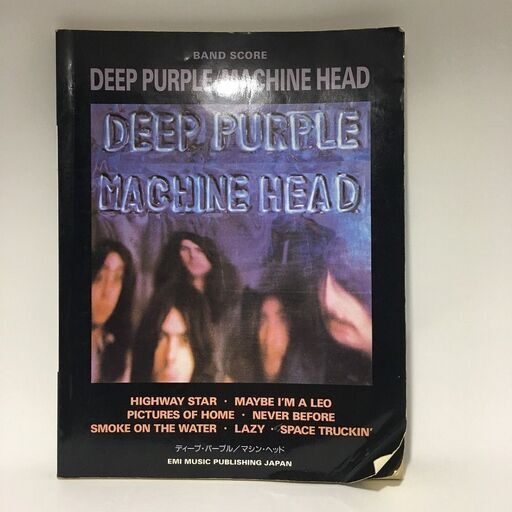 BAND SCORE
DEEP PURPLE/MACHINE HEAD
DEEP PURPLE
MACHINE HEAD
HIGHWAY STAR · MAYBE I'M A LEO
PICTURES OF HOME · NEVER BEFORE
SMOKE ON THE WATER · LAZY · SPACE TRUCKIN'
ディープ・パープル／マシン・ヘッド
EMI MUSIC PUBLISHING JAPAN